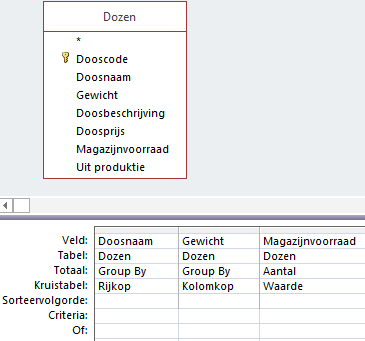 Dozen
*
Dooscode
Doosnaam
Gewicht
Doosbeschrijving
Doosprijs
Magazijnvoorraad
Uit produktie
Veld: Doosnaam Gewicht Magazijnvoorraad
Tabel: Dozen Dozen Dozen
Totaal: Group By Group By Aantal
Kruistabel: Rijkop Kolomkop Waarde
Sorteervolgorde:
Criteria:
Of: